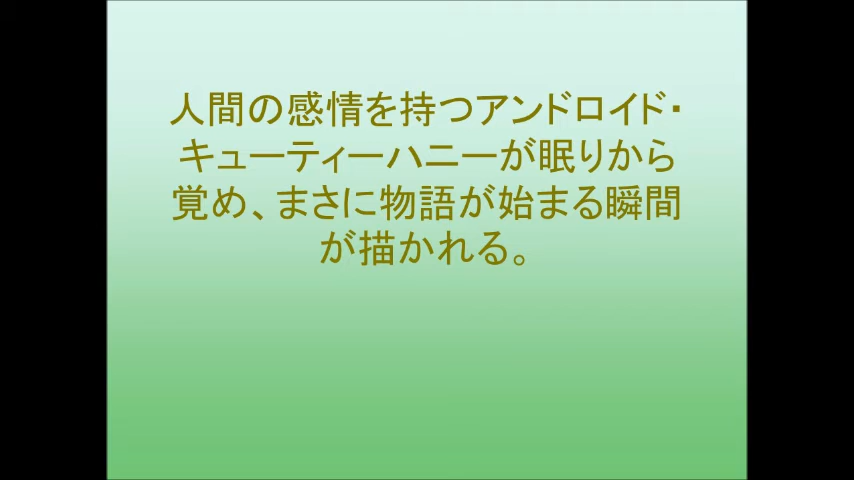 人間の感情を持つアンドロイド・
キューティーハニーが眠りから
覚め、まさに物語が始まる瞬間
が描かれる。